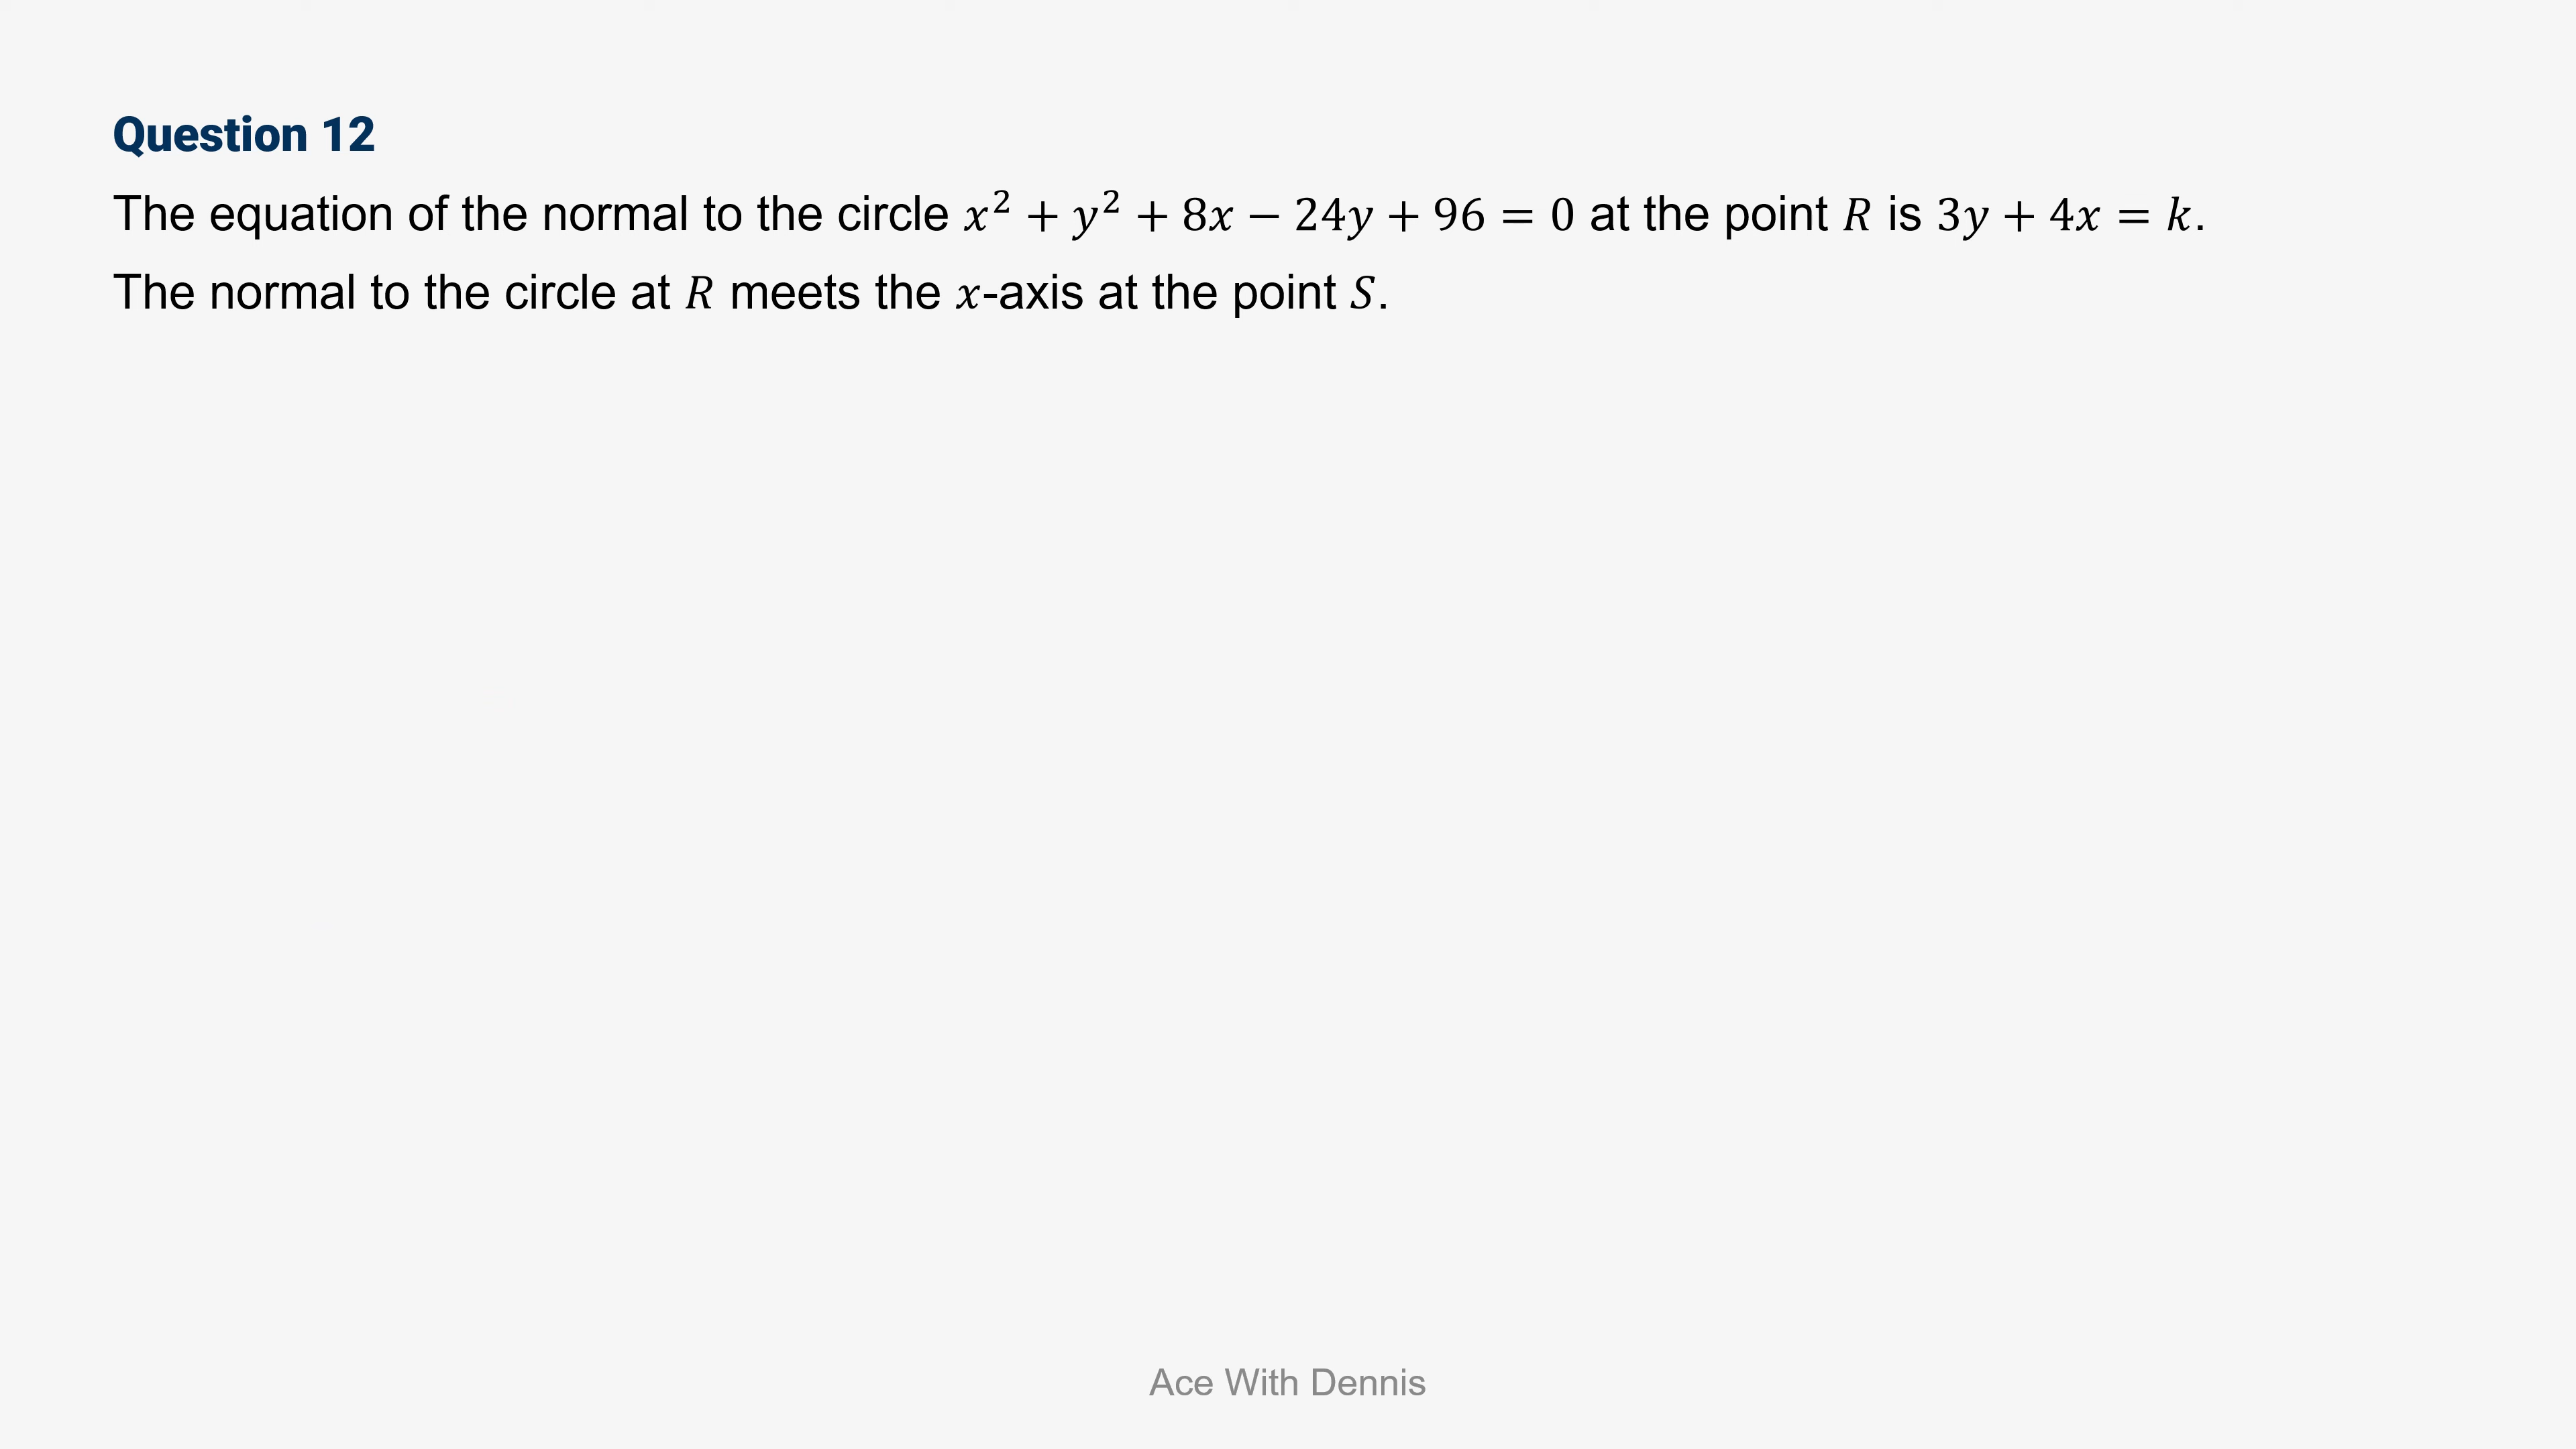 Question 12
The equation of the normal to the circle 𝑥² + 𝑦² + 8𝑥 − 24𝑦 + 96 = 0 at the point 𝑅 is 3𝑦 + 4𝑥 = 𝑘.
The normal to the circle at 𝑅 meets the 𝑥-axis at the point 𝑆.
Ace With Dennis